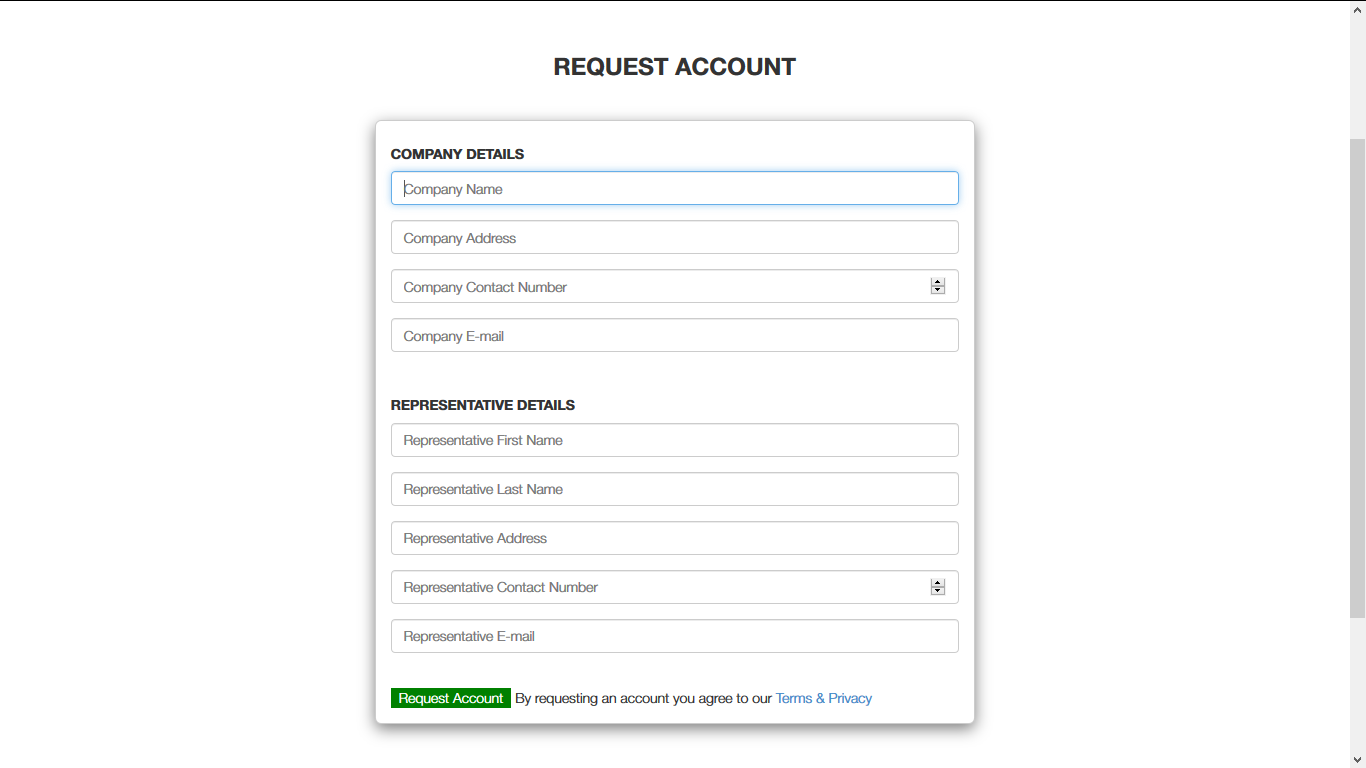 REQUEST ACCOUNT
COMPANY DETAILS
Company Name
Company Address
Company Contact Number
Company E-mail
REPRESENTATIVE DETAILS
Representative First Name
Representative Last Name
Representative Address
Representative Contact Number
Representative E-mail
Request Account By requesting an account you agree to our Terms & Privacy